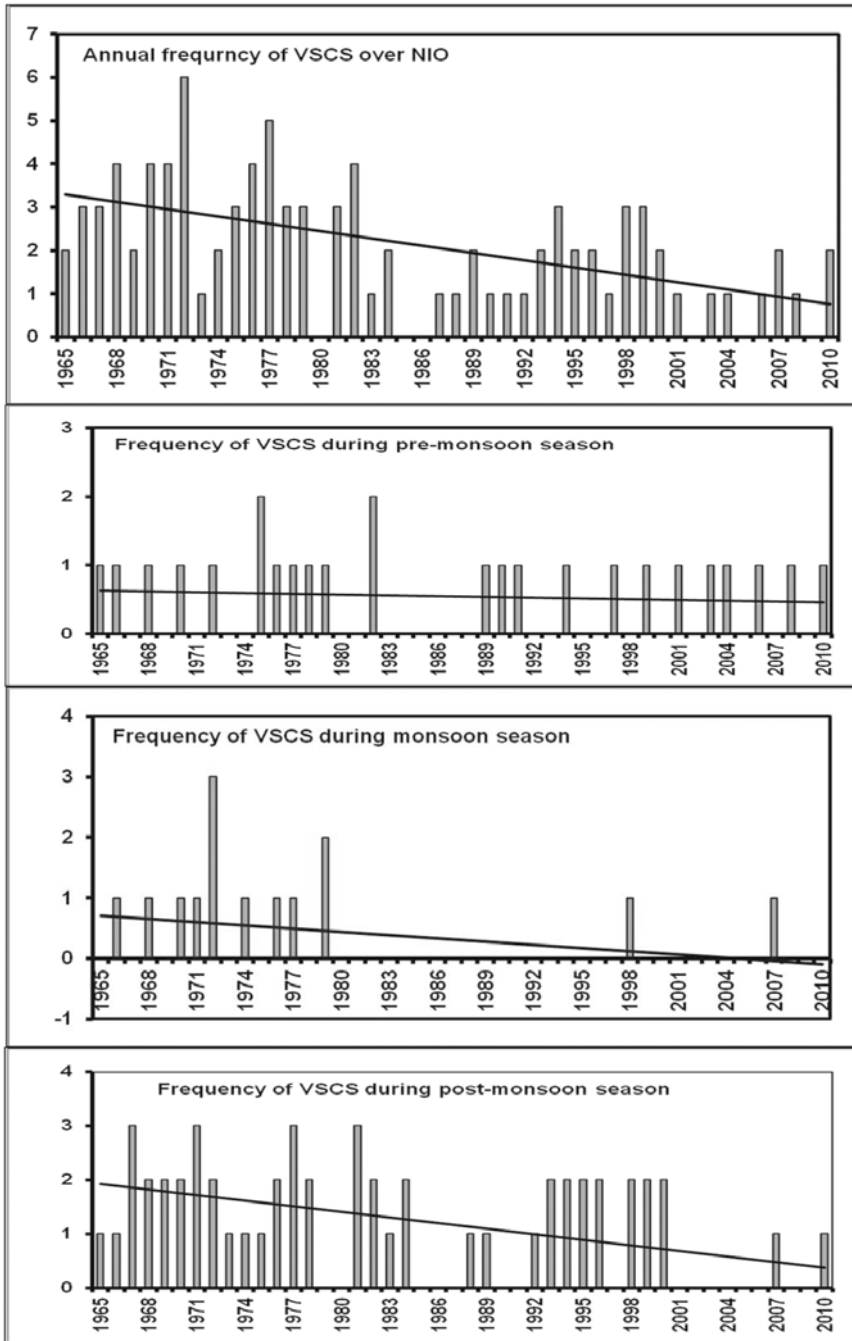 Annual frequrncy of VSCS over NIO
7
6
5
4
3
2
1
0
1965 1968 1971 1974 1977 1980 1983 1986 1989 1992 1995 1998 2001 2004 2007 2010
Frequency of VSCS during pre-monsoon season
3
2
1
0
1965 1968 1971 1974 1977 1980 1983 1986 1989 1992 1995 1998 2001 2004 2007 2010
Frequency of VSCS during monsoon season
4
3
2
1
0
-1
1965 1968 1971 1974 1977 1980 1983 1986 1989 1992 1995 1998 2001 2004 2007 2010
Frequency of VSCS during post-monsoon season
4
3
2
1
0
1965 1968 1971 1974 1977 1980 1983 1986 1989 1992 1995 1998 2001 2004 2007 2010